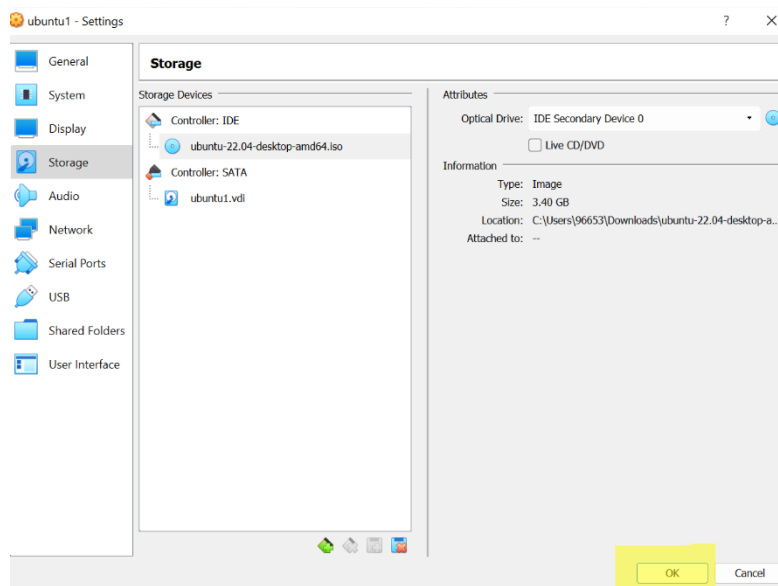 ubuntu1 - Settings
?
General
System
Display
Storage
Audio
Network
Serial Ports
USB
Shared Folders
User Interface
Storage
Storage Devices
Controller: IDE
ubuntu-22.04-desktop-amd64.iso
Controller: SATA
ubuntu1.vdi
Attributes
Optical Drive: IDE Secondary Device 0
Live CD/DVD
Information
Type: Image
Size: 3.40 GB
Location: C:\Users\96653\Downloads\ubuntu-22.04-desktop-a...
Attached to: --
OK Cancel